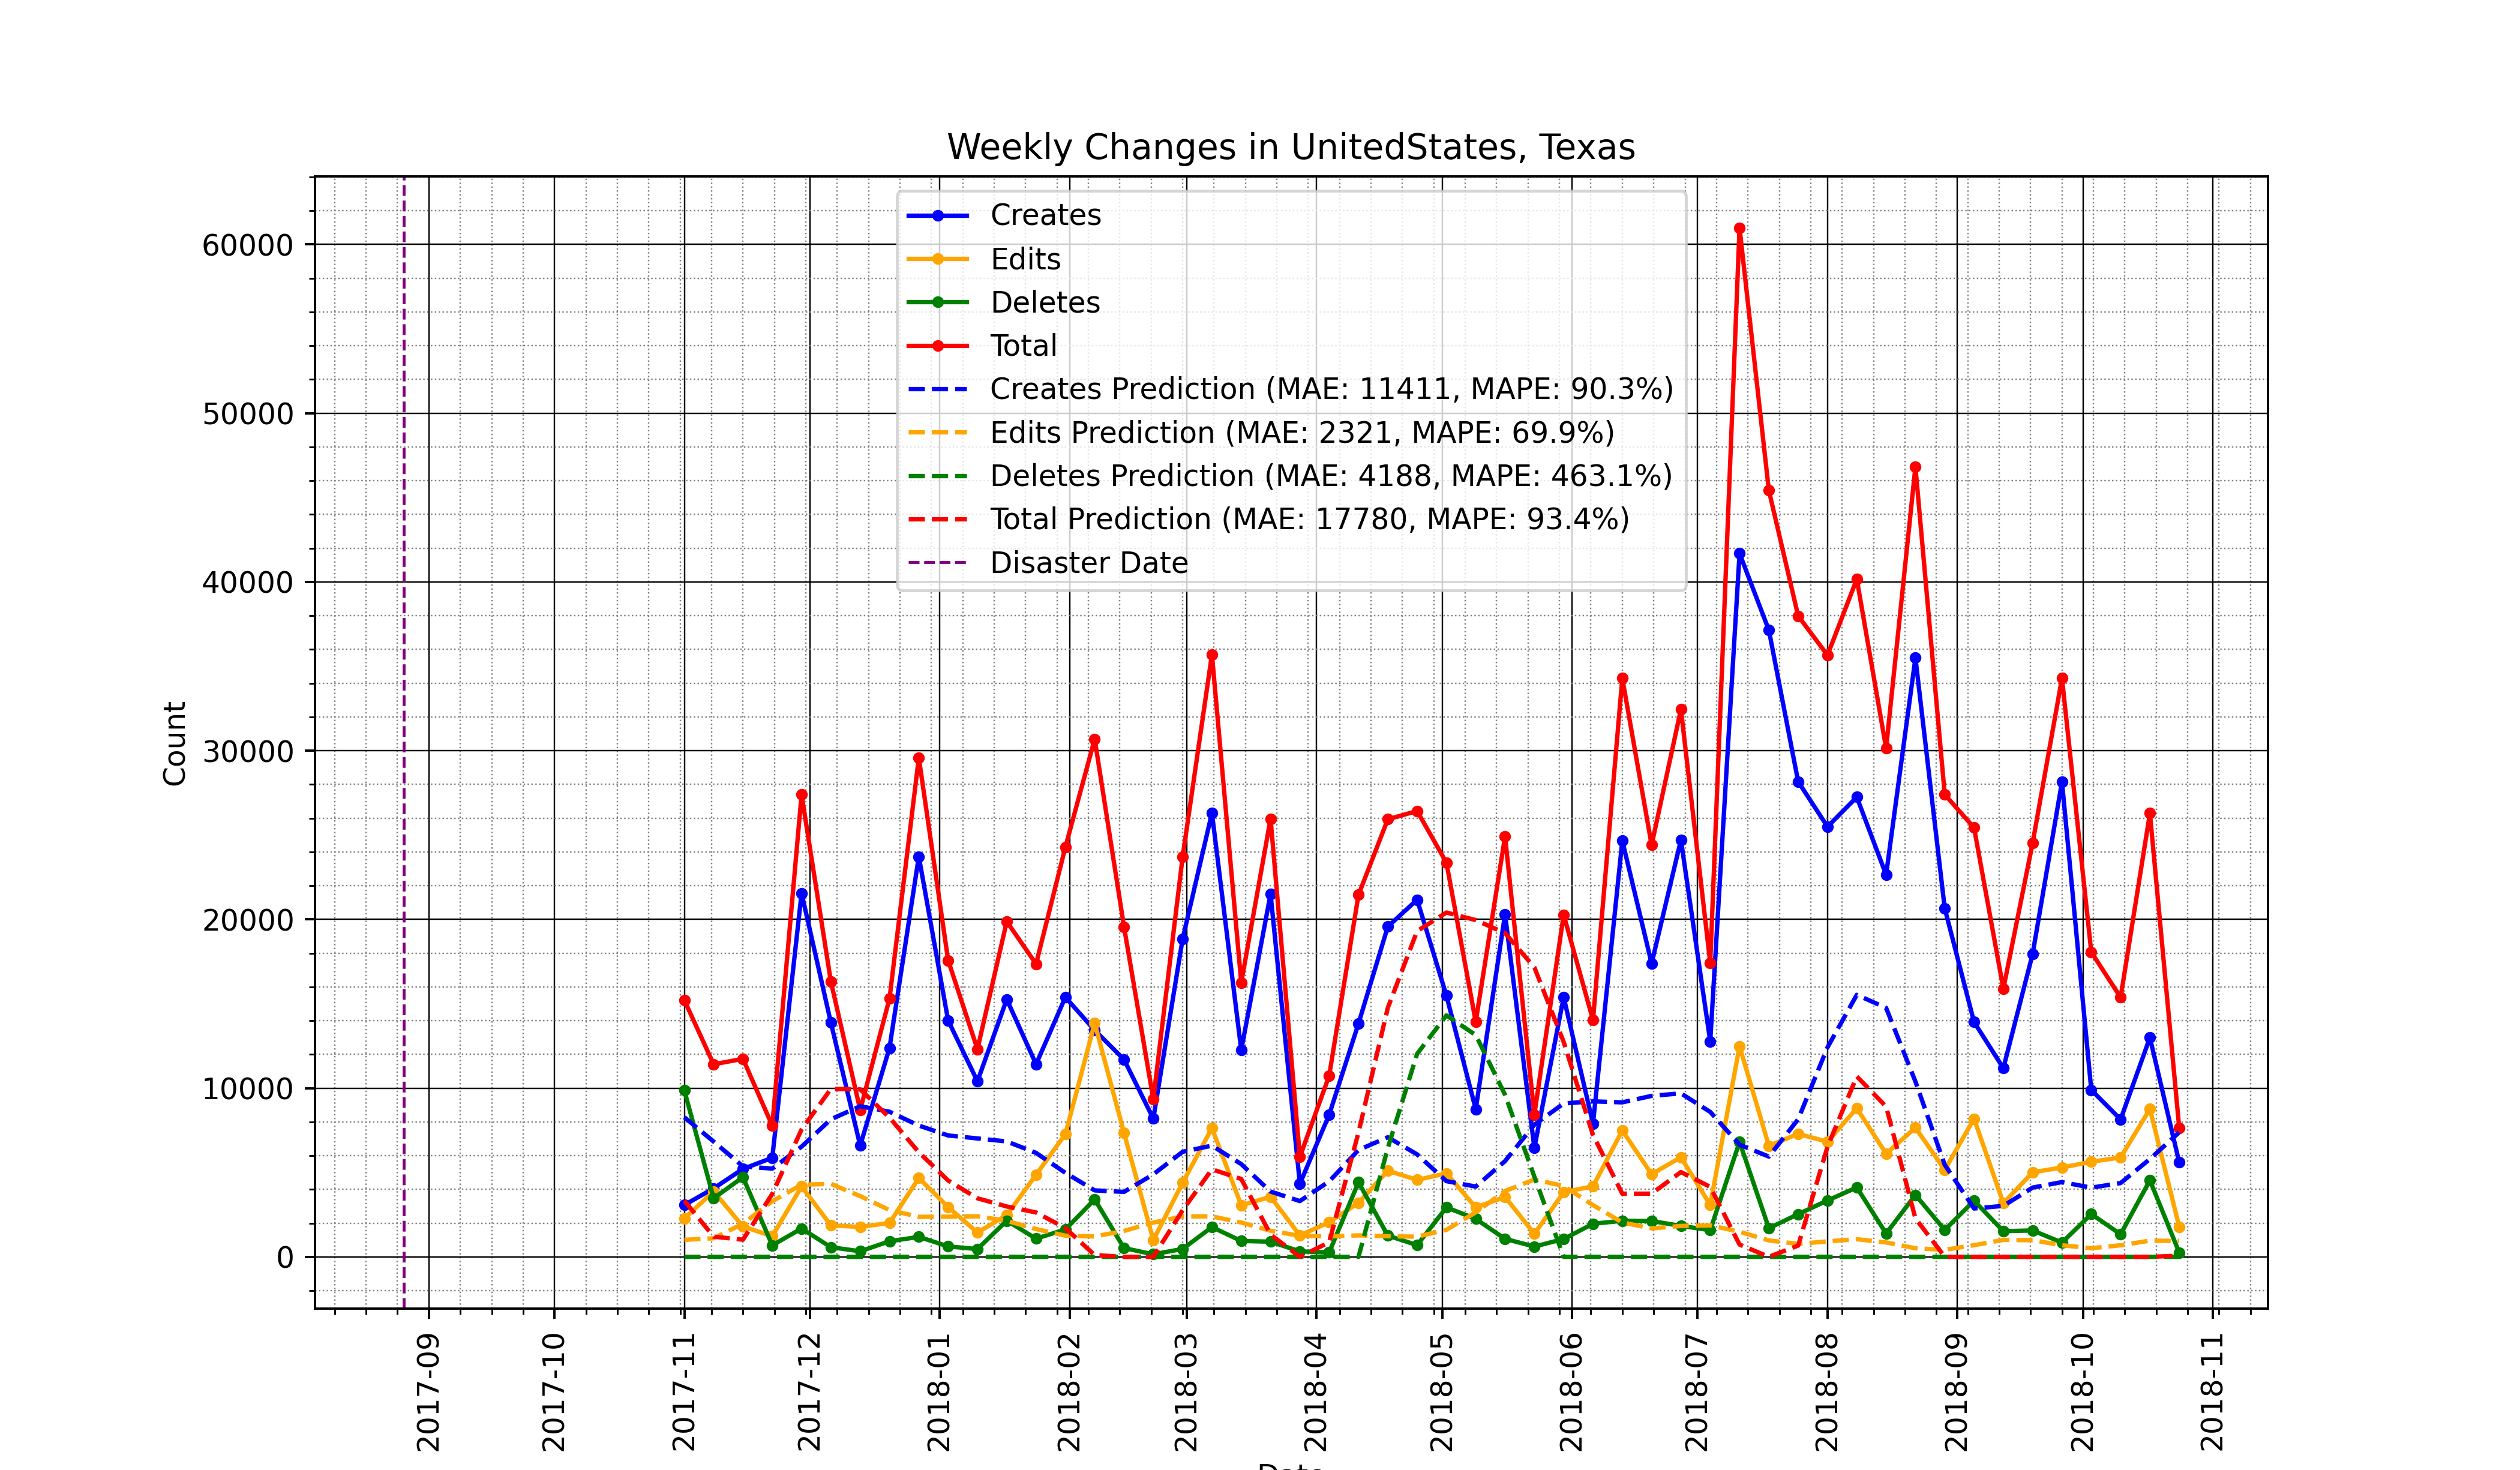 Weekly Changes in UnitedStates, Texas
Creates
Edits
Deletes
Total
Creates Prediction (MAE: 11411, MAPE: 90.3%)
Edits Prediction (MAE: 2321, MAPE: 69.9%)
Deletes Prediction (MAE: 4188, MAPE: 463.1%)
Total Prediction (MAE: 17780, MAPE: 93.4%)
Disaster Date
Count
60000
50000
40000
30000
20000
10000
0
2017-09
2017-10
2017-11
2017-12
2018-01
2018-02
2018-03
2018-04
2018-05
2018-06
2018-07
2018-08
2018-09
2018-10
2018-11
Date